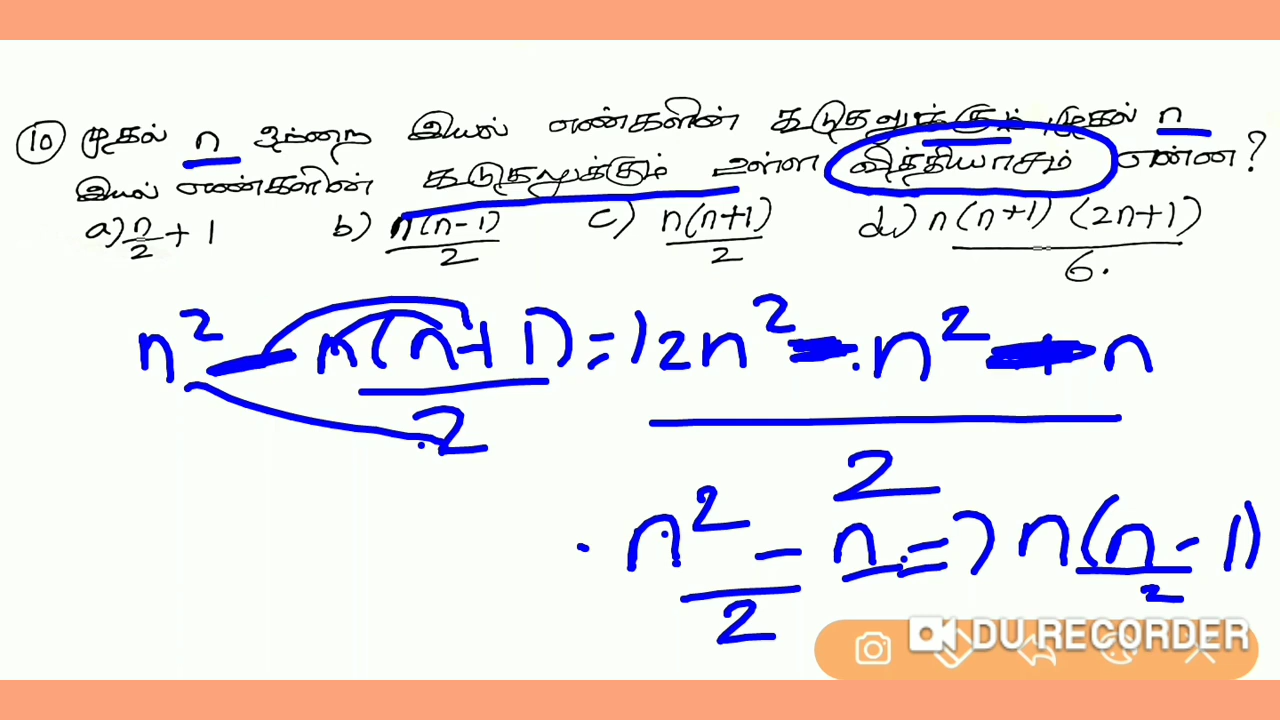 ⑩ முதல் n ஒற்றை இயல் எண்களின் கூடுதலுக்கும் முதல் n
இயல் எண்களின் கூடுதலுக்கும் உள்ள வித்தியாசம் என்ன?
a) n/2 + 1 b) n(n-1)/2 c) n(n+1)/2 d) n(n+1) (2n+1)/6.
n² - n(n+1)/2 => (2n² - n² - n)/2
n² - n/2 => n(n-1)/2
DU RECORDER